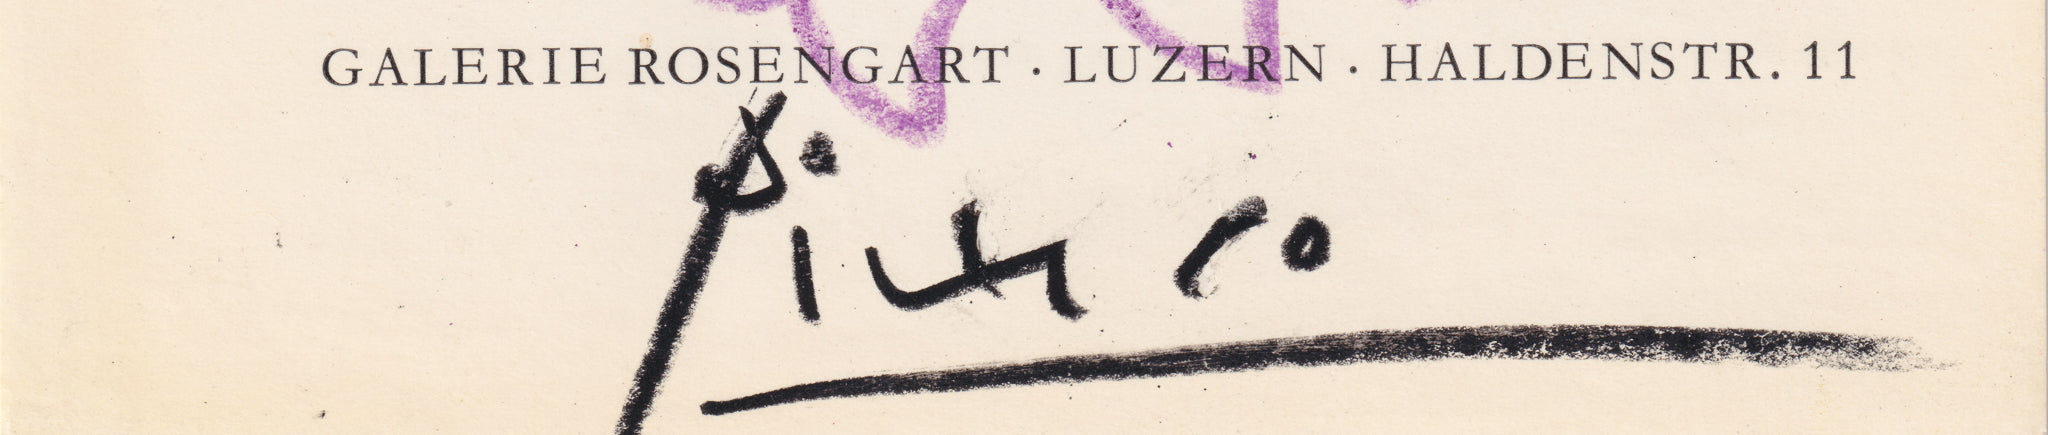 GALERIE ROSENGART · LUZERN · HALDENSTR. 11
Picasso